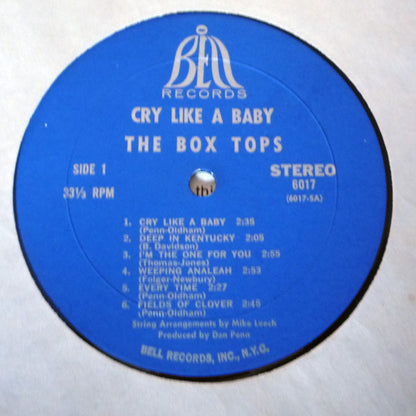 BELL
RECORDS
CRY LIKE A BABY
THE BOX TOPS
SIDE 1
33⅓ RPM
STEREO
6017
(6017-SA)
1. CRY LIKE A BABY 2:35
(Penn-Oldham)
2. DEEP IN KENTUCKY 2:05
(B. Davidson)
3. I'M THE ONE FOR YOU 2:55
(Thomas-Jones)
4. WEEPING ANALEAH 2:53
(Folger-Newbury)
5. EVERY TIME 2:27
(Penn-Oldham)
6. FIELDS OF CLOVER 2:45
(Penn-Oldham)
String Arrangements by Mike Leech
Produced by Dan Penn
BELL RECORDS, INC., N.Y.C.